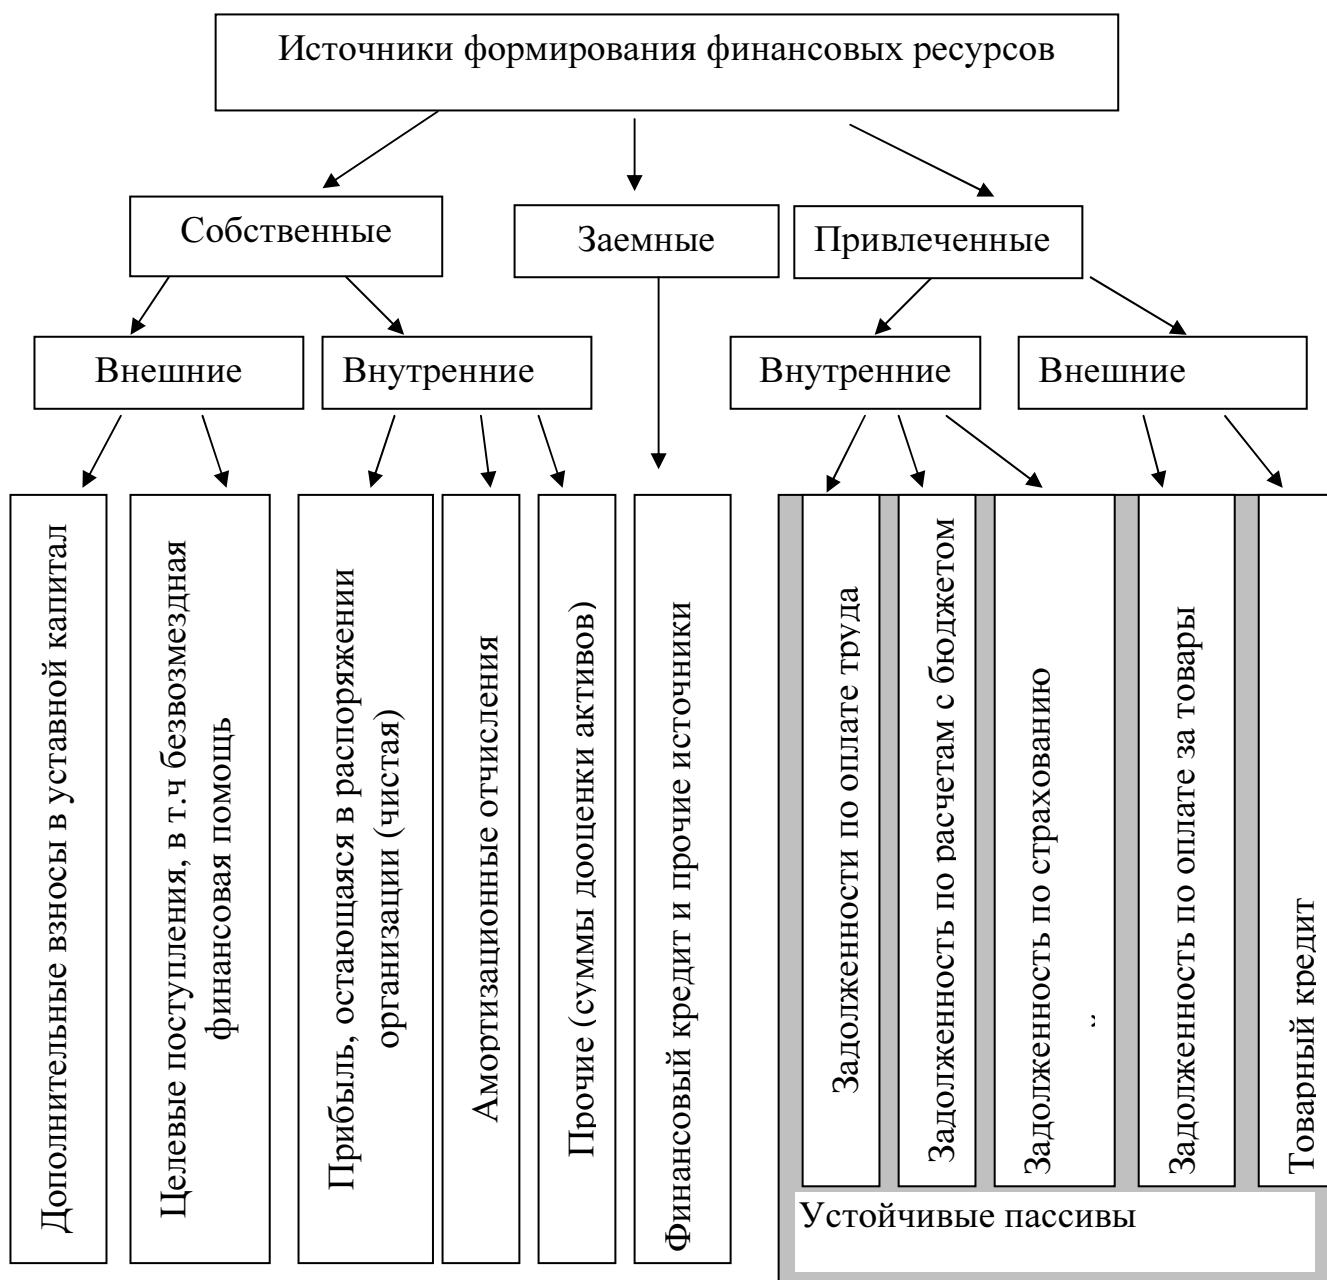 Источники формирования финансовых ресурсов
Собственные
Заемные
Привлеченные
Внешние
Внутренние
Внутренние
Внешние
Дополнительные взносы в уставной капитал
Целевые поступления, в т.ч безвозмездная
финансовая помощь
Прибыль, остающаяся в распоряжении
организации (чистая)
Амортизационные отчисления
Прочие (суммы дооценки активов)
Финансовый кредит и прочие источники
Задолженности по оплате труда
Задолженность по расчетам с бюджетом
Задолженность по страхованию
Задолженность по оплате за товары
Товарный кредит
Устойчивые пассивы